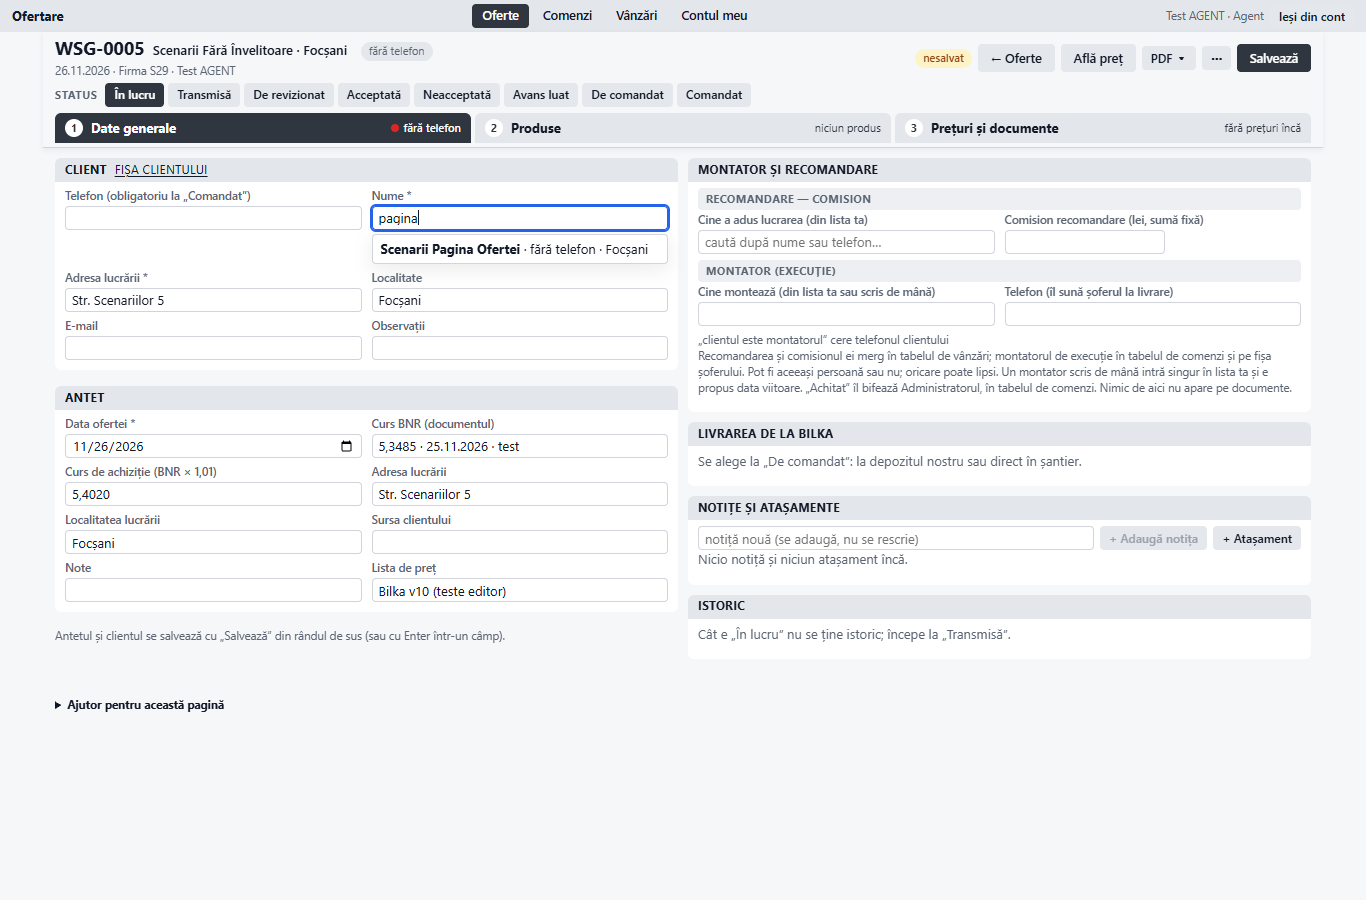 Ofertare
Oferte Comenzi Vânzări Contul meu
Test AGENT · Agent Ieși din cont
WSG-0005 Scenarii Fără Învelitoare · Focșani fără telefon
26.11.2026 · Firma S29 · Test AGENT
nesalvat ← Oferte Află preț PDF ▾ ··· Salvează
STATUS În lucru Transmisă De revizionat Acceptată Neacceptată Avans luat De comandat Comandat
1 Date generale fără telefon
2 Produse niciun produs
3 Prețuri și documente fără prețuri încă
CLIENT FIȘA CLIENTULUI
Telefon (obligatoriu la „Comandat”) Nume *
pagina
Scenarii Pagina Ofertei · fără telefon · Focșani
Adresa lucrării * Localitate
Str. Scenariilor 5 Focșani
E-mail Observații
ANTET
Data ofertei * Curs BNR (documentul)
11/26/2026 5,3485 · 25.11.2026 · test
Curs de achiziție (BNR × 1,01) Adresa lucrării
5,4020 Str. Scenariilor 5
Localitatea lucrării Sursa clientului
Focșani
Note Lista de preț
Bilka v10 (teste editor)
Antetul și clientul se salvează cu „Salvează” din rândul de sus (sau cu Enter într-un câmp).
MONTATOR ȘI RECOMANDARE
RECOMANDARE — COMISION
Cine a adus lucrarea (din lista ta) Comision recomandare (lei, sumă fixă)
caută după nume sau telefon...
MONTATOR (EXECUȚIE)
Cine montează (din lista ta sau scris de mână) Telefon (îl sună șoferul la livrare)
„clientul este montatorul” cere telefonul clientului
Recomandarea și comisionul ei merg în tabelul de vânzări; montatorul de execuție în tabelul de comenzi și pe fișa
șoferului. Pot fi aceeași persoană sau nu; oricare poate lipsi. Un montator scris de mână intră singur în lista ta și e
propus data viitoare. „Achitat” îl bifează Administratorul, în tabelul de comenzi. Nimic de aici nu apare pe documente.
LIVRAREA DE LA BILKA
Se alege la „De comandat”: la depozitul nostru sau direct în șantier.
NOTIȚE ȘI ATAȘAMENTE
notiță nouă (se adaugă, nu se rescrie) + Adaugă notița + Atașament
Nicio notiță și niciun atașament încă.
ISTORIC
Cât e „În lucru” nu se ține istoric; începe la „Transmisă”.
▶ Ajutor pentru această pagină